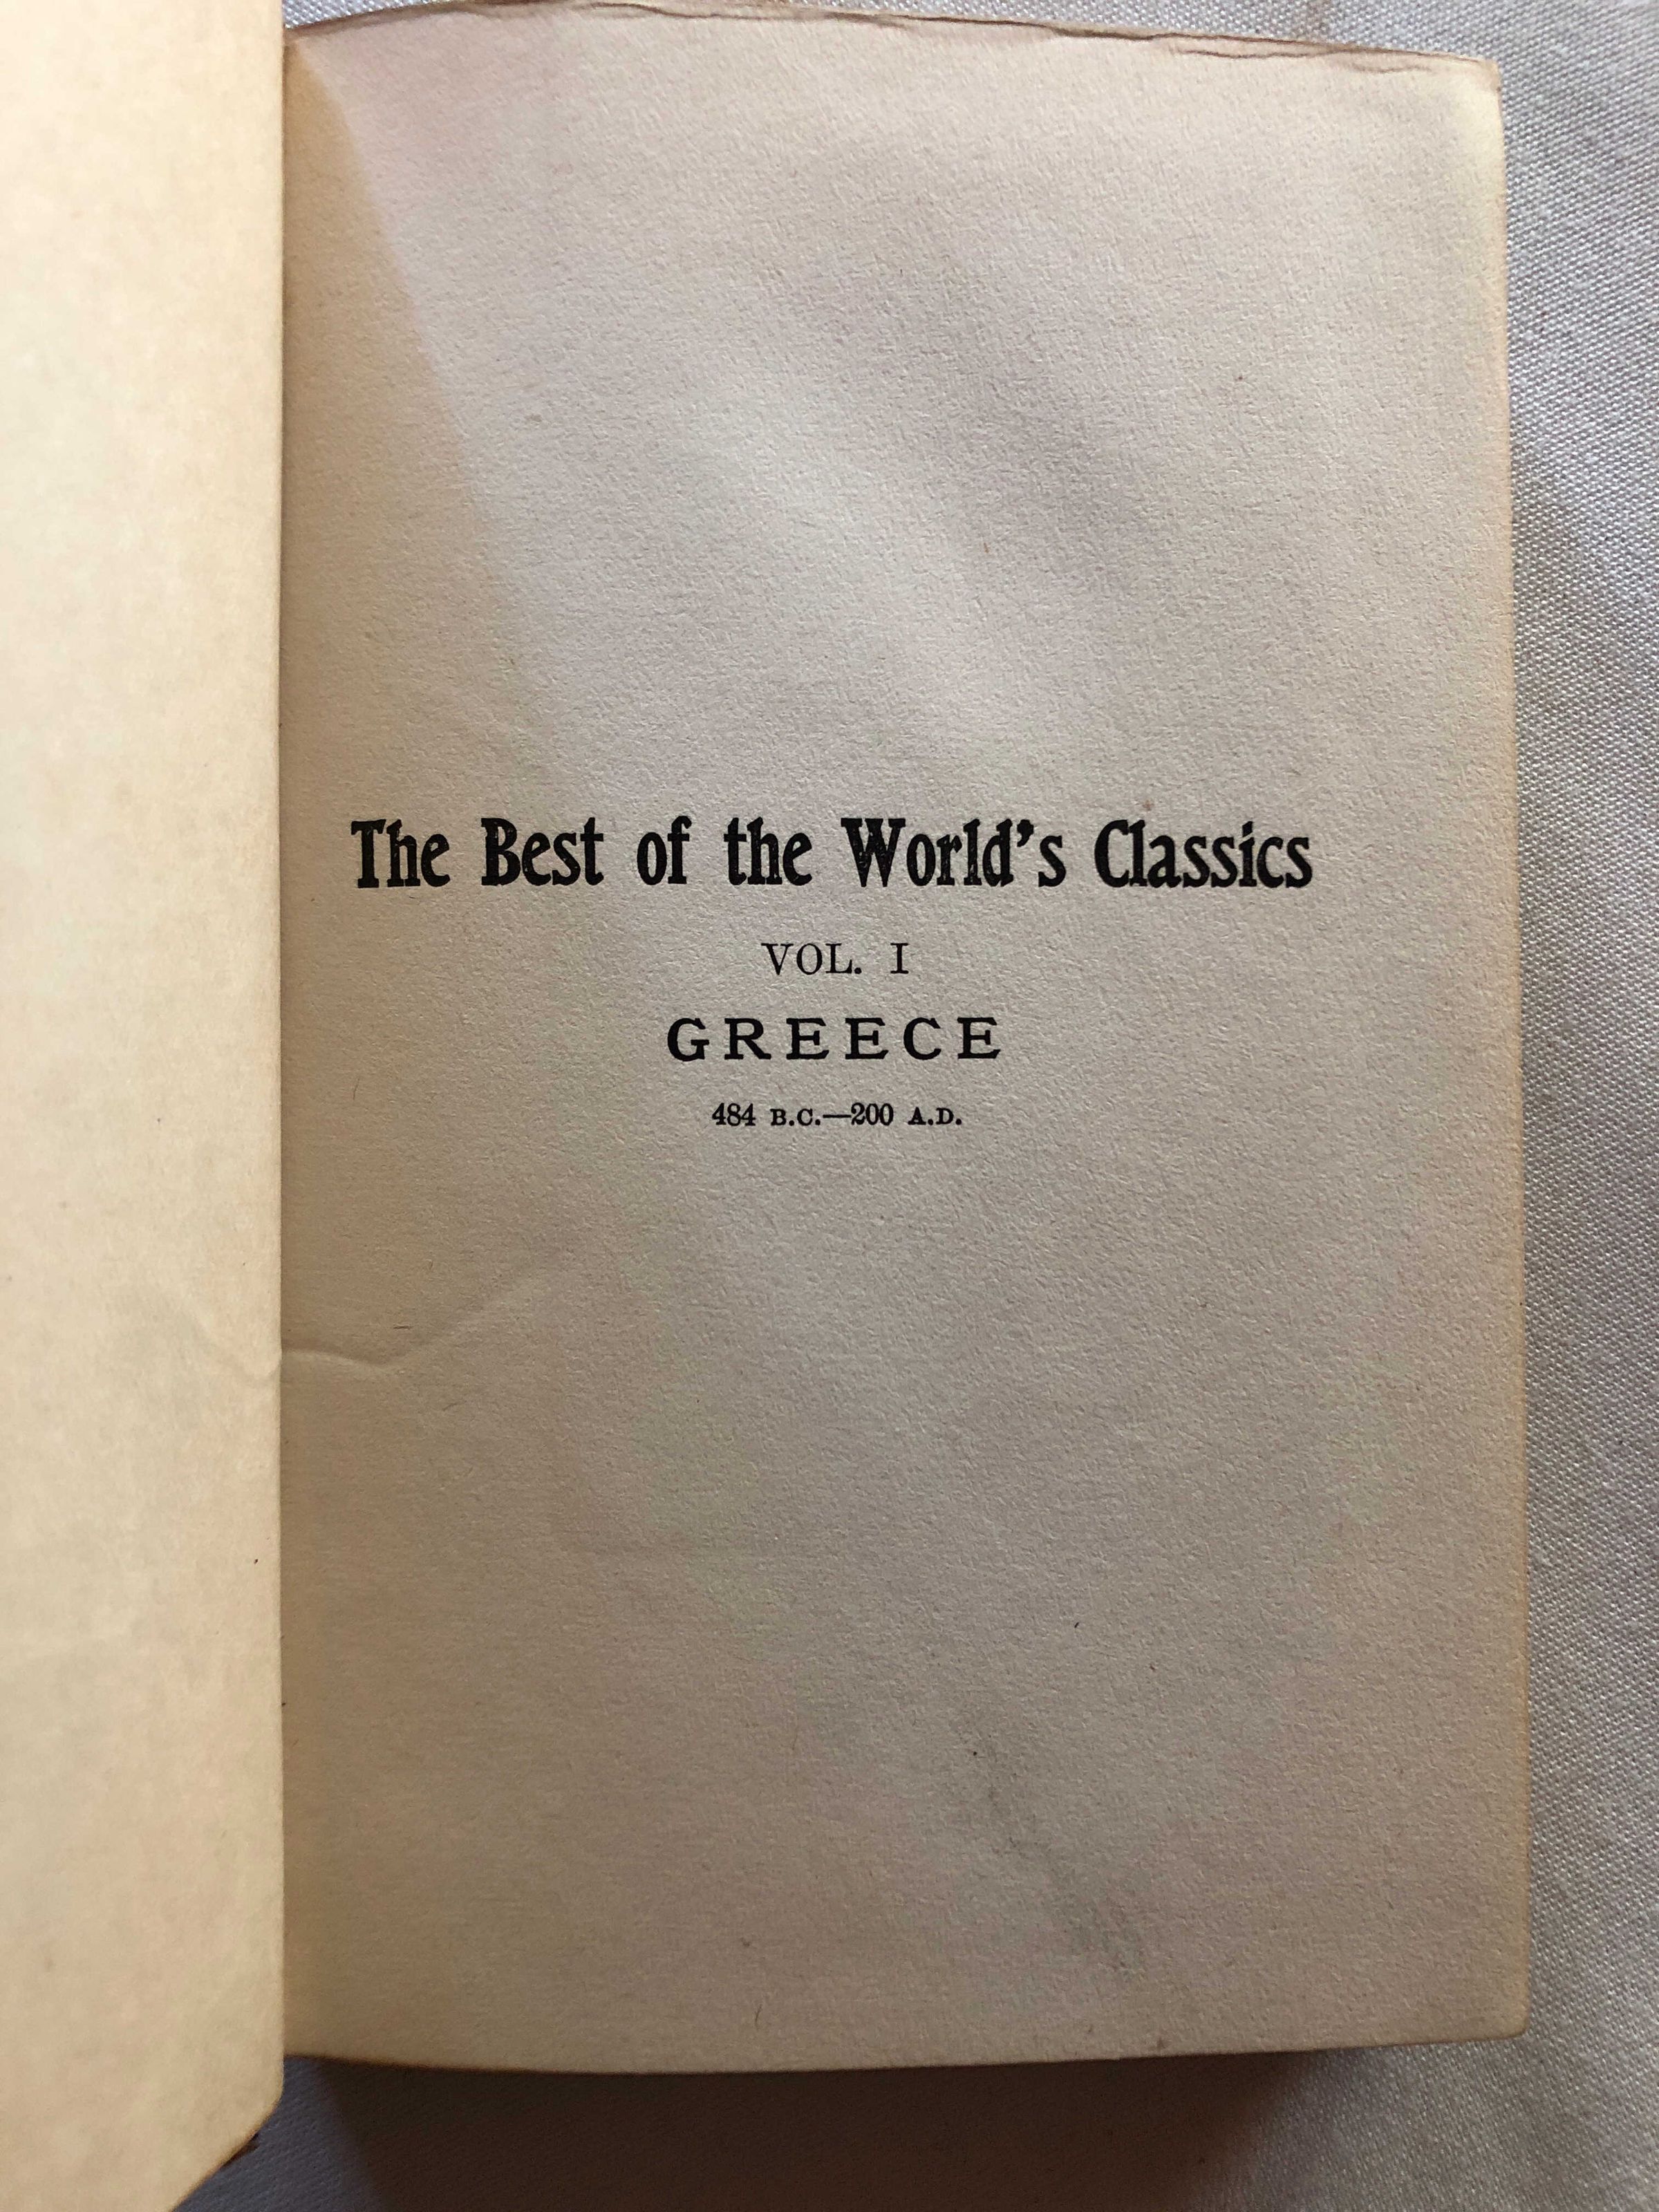 The Best of the World's Classics
VOL. I
GREECE
484 B.C.—200 A.D.